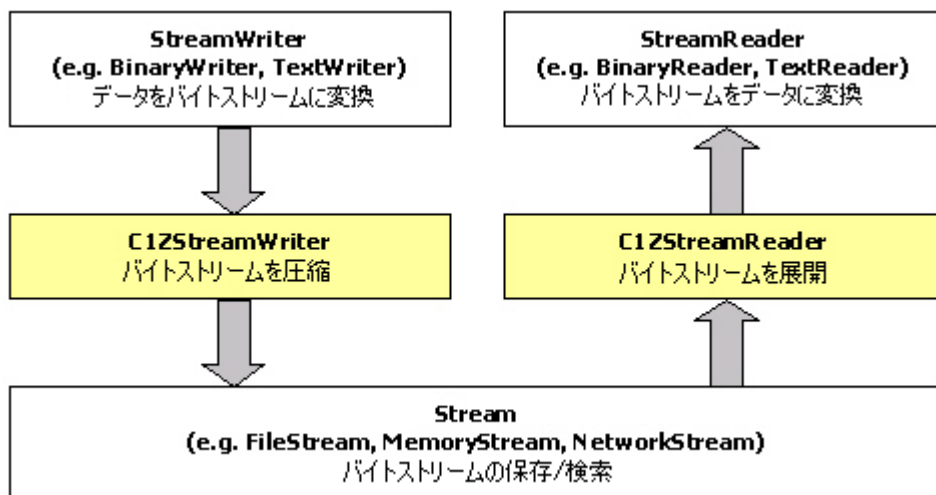 StreamWriter
(e.g. BinaryWriter, TextWriter)
データをバイトストリームに変換
StreamReader
(e.g. BinaryReader, TextReader)
バイトストリームをデータに変換
C1ZStreamWriter
バイトストリームを圧縮
C1ZStreamReader
バイトストリームを展開
Stream
(e.g. FileStream, MemoryStream, NetworkStream)
バイトストリームの保存/検索